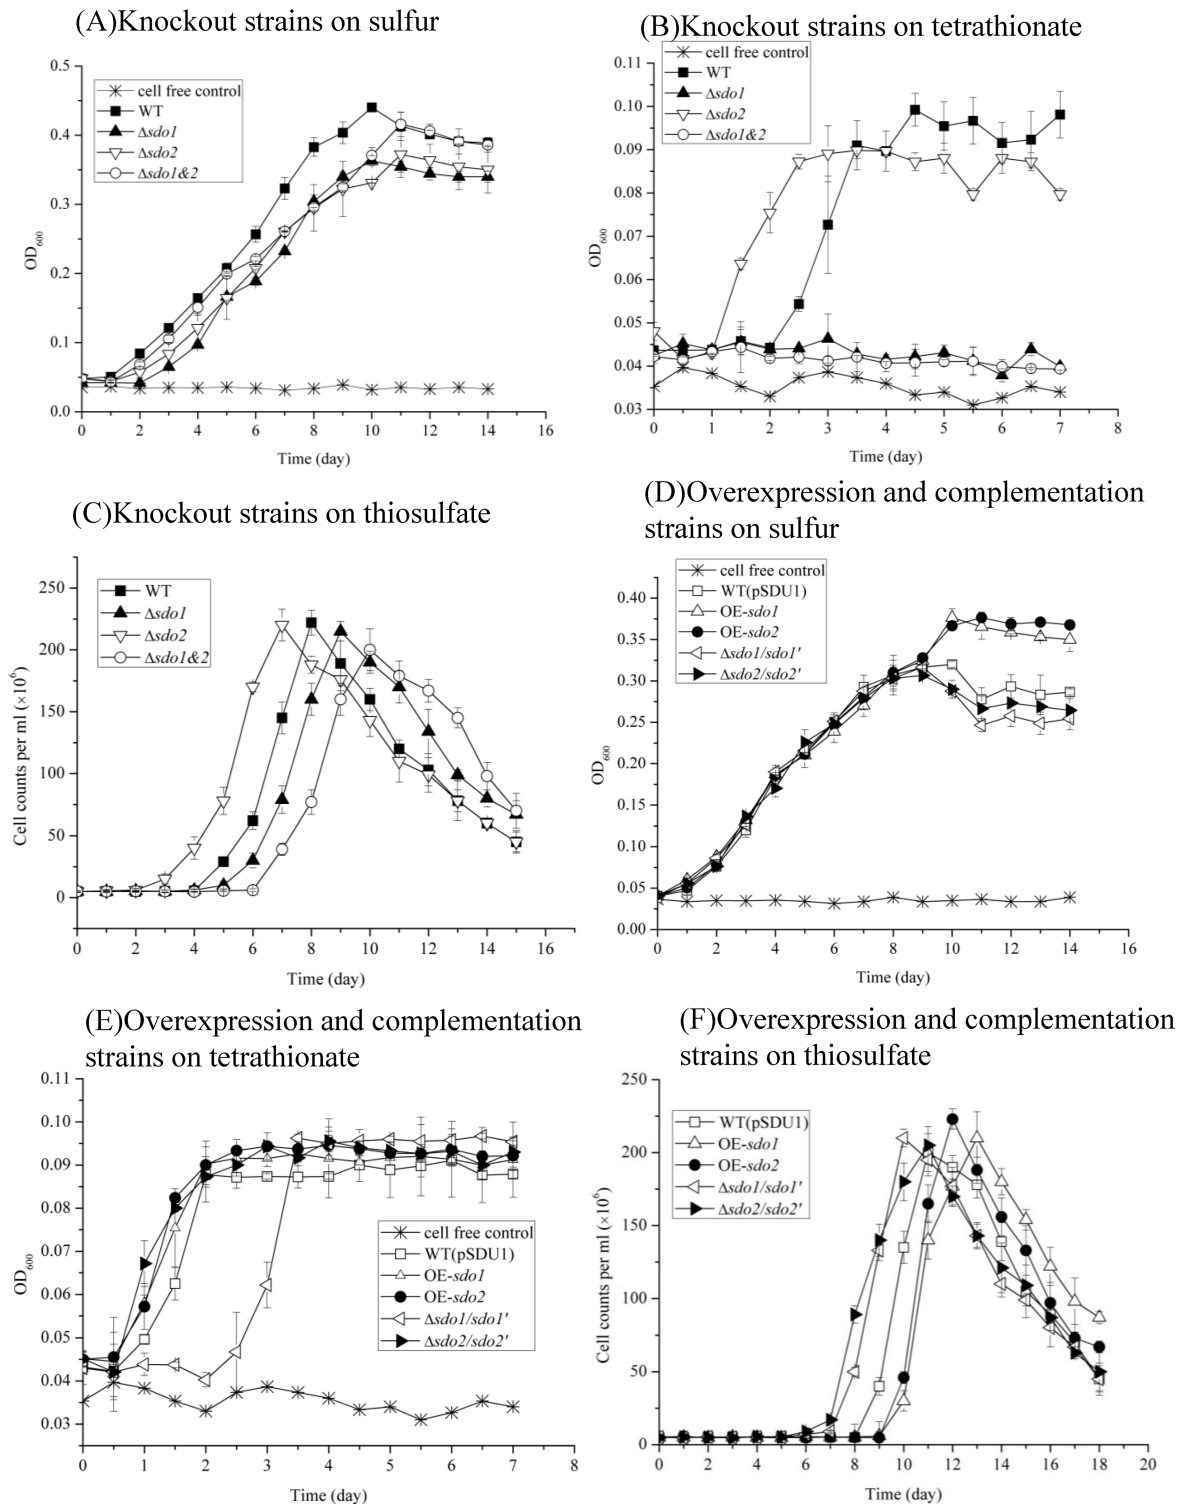 (A)Knockout strains on sulfur
0.5
0.4
0.3
0.2
0.1
0.0
OD600
cell free control
WT
Δsdo1
Δsdo2
Δsdo1&2
0 2 4 6 8 10 12 14 16
Time (day)
(B)Knockout strains on tetrathionate
cell free control
WT
Δsdo1
Δsdo2
Δsdo1&2
0.11
0.10
0.09
0.08
0.07
0.06
0.05
0.04
0.03
OD600
0 1 2 3 4 5 6 7 8
Time (day)
(C)Knockout strains on thiosulfate
250
200
150
100
50
0
Cell counts per ml (×10^6)
WT
Δsdo1
Δsdo2
Δsdo1&2
0 2 4 6 8 10 12 14 16
Time (day)
(D)Overexpression and complementation
strains on sulfur
cell free control
WT(pSDU1)
OE-sdo1
OE-sdo2
Δsdo1/sdo1'
Δsdo2/sdo2'
0.40
0.35
0.30
0.25
0.20
0.15
0.10
0.05
0.00
OD600
0 2 4 6 8 10 12 14 16
Time (day)
(E)Overexpression and complementation
strains on tetrathionate
0.11
0.10
0.09
0.08
0.07
0.06
0.05
0.04
0.03
OD600
cell free control
WT(pSDU1)
OE-sdo1
OE-sdo2
Δsdo1/sdo1'
Δsdo2/sdo2'
0 1 2 3 4 5 6 7 8
Time (day)
(F)Overexpression and complementation
strains on thiosulfate
250
200
150
100
50
0
Cell counts per ml (×10^6)
WT(pSDU1)
OE-sdo1
OE-sdo2
Δsdo1/sdo1'
Δsdo2/sdo2'
0 2 4 6 8 10 12 14 16 18 20
Time (day)